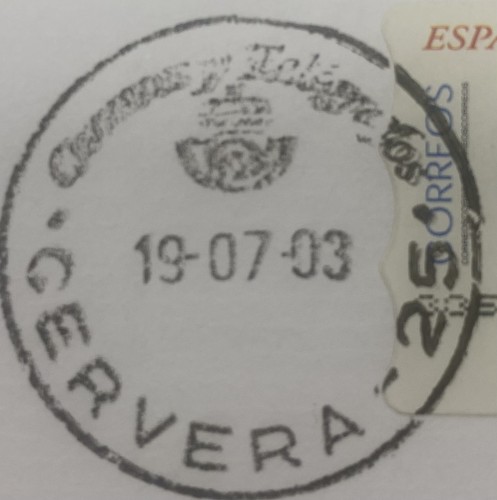 Correos y Telégrafos
19-07-03
· CERVERA - 25 ·
ESPA
CORREOS